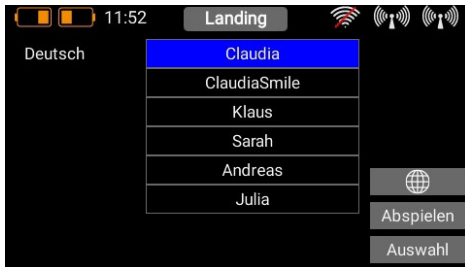 11:52 Landing
Deutsch Claudia
ClaudiaSmile
Klaus
Sarah
Andreas
Julia
Abspielen
Auswahl